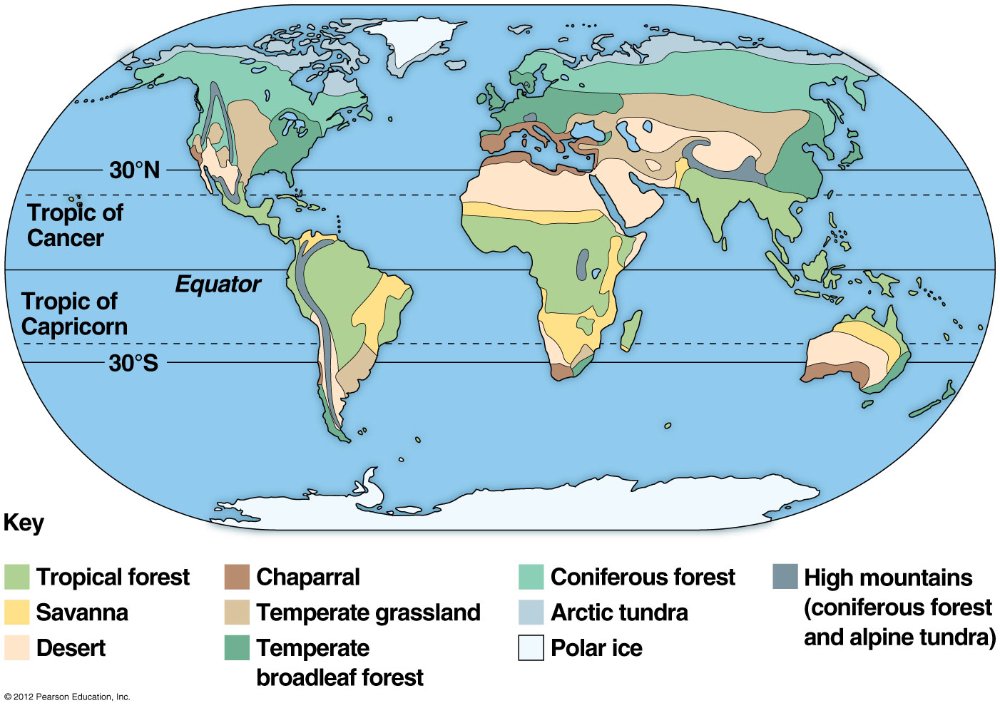 30°N
Tropic of
Cancer
Equator
Tropic of
Capricorn
30°S
Key
Tropical forest
Savanna
Desert
Chaparral
Temperate grassland
Temperate
broadleaf forest
Coniferous forest
Arctic tundra
Polar ice
High mountains
(coniferous forest
and alpine tundra)
© 2012 Pearson Education, Inc.